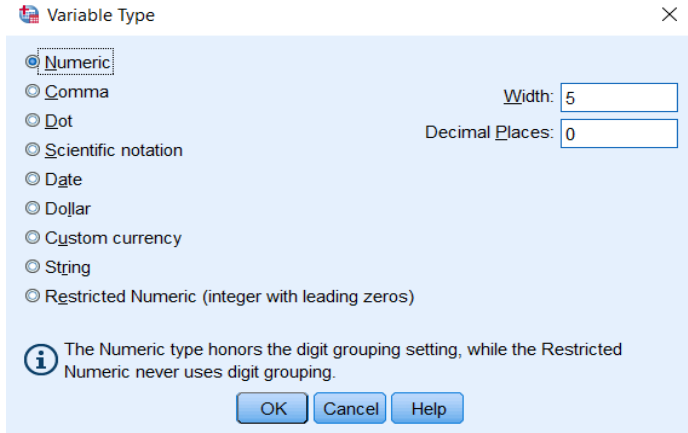 Variable Type
Numeric
Comma
Width: 5
Dot
Decimal Places: 0
Scientific notation
Date
Dollar
Custom currency
String
Restricted Numeric (integer with leading zeros)
The Numeric type honors the digit grouping setting, while the Restricted
Numeric never uses digit grouping.
OK Cancel Help